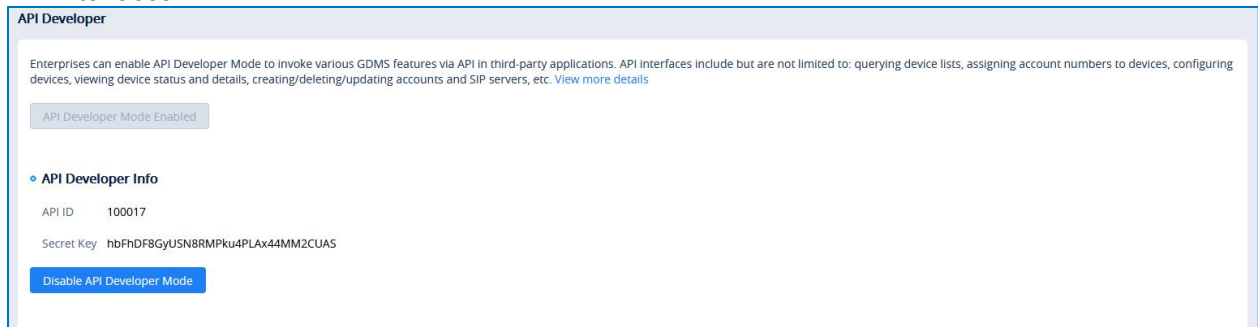 API Developer
Enterprises can enable API Developer Mode to invoke various GDMS features via API in third-party applications. API interfaces include but are not limited to: querying device lists, assigning account numbers to devices, configuring
devices, viewing device status and details, creating/deleting/updating accounts and SIP servers, etc. View more details
API Developer Mode Enabled
API Developer Info
API ID 100017
Secret Key hbFhDF8GyUSN8RMPku4PLAx44MM2CUAS
Disable API Developer Mode